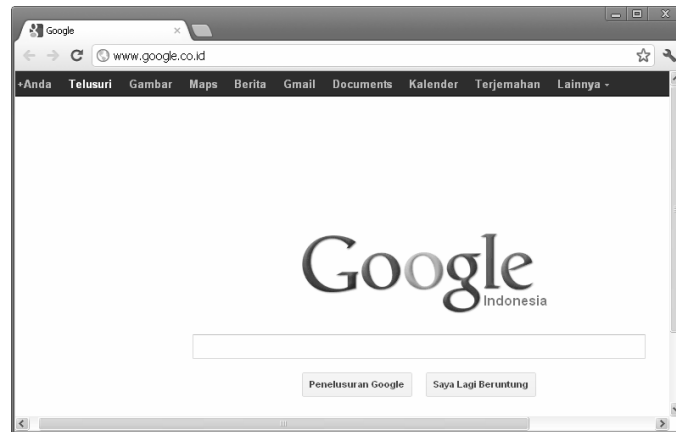 Google
www.google.co.id
+Anda Telusuri Gambar Maps Berita Gmail Documents Kalender Terjemahan Lainnya
Google
Indonesia
Penelusuran Google Saya Lagi Beruntung